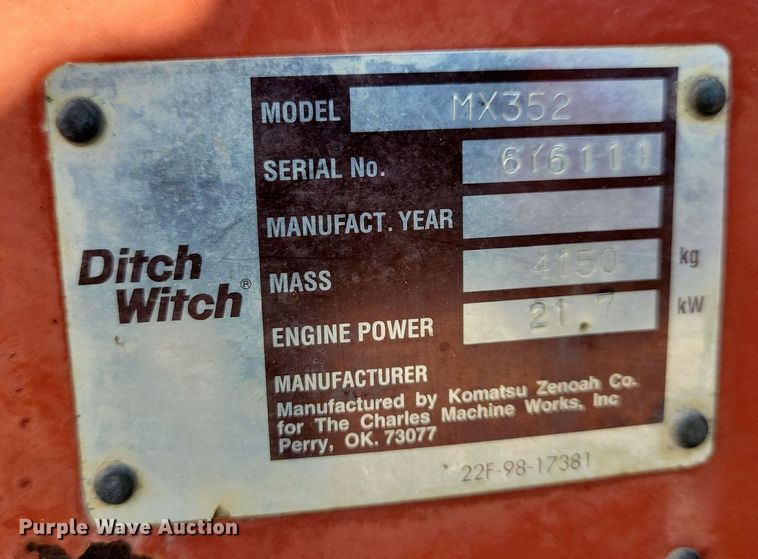 Ditch
Witch®
MODEL MX352
SERIAL No. 6Y6111
MANUFACT. YEAR
MASS 4150 kg
ENGINE POWER 21.7 kW
MANUFACTURER
Manufactured by Komatsu Zenoah Co.
for The Charles Machine Works, Inc
Perry, OK. 73077
22F-98-17381
Purple Wave Auction